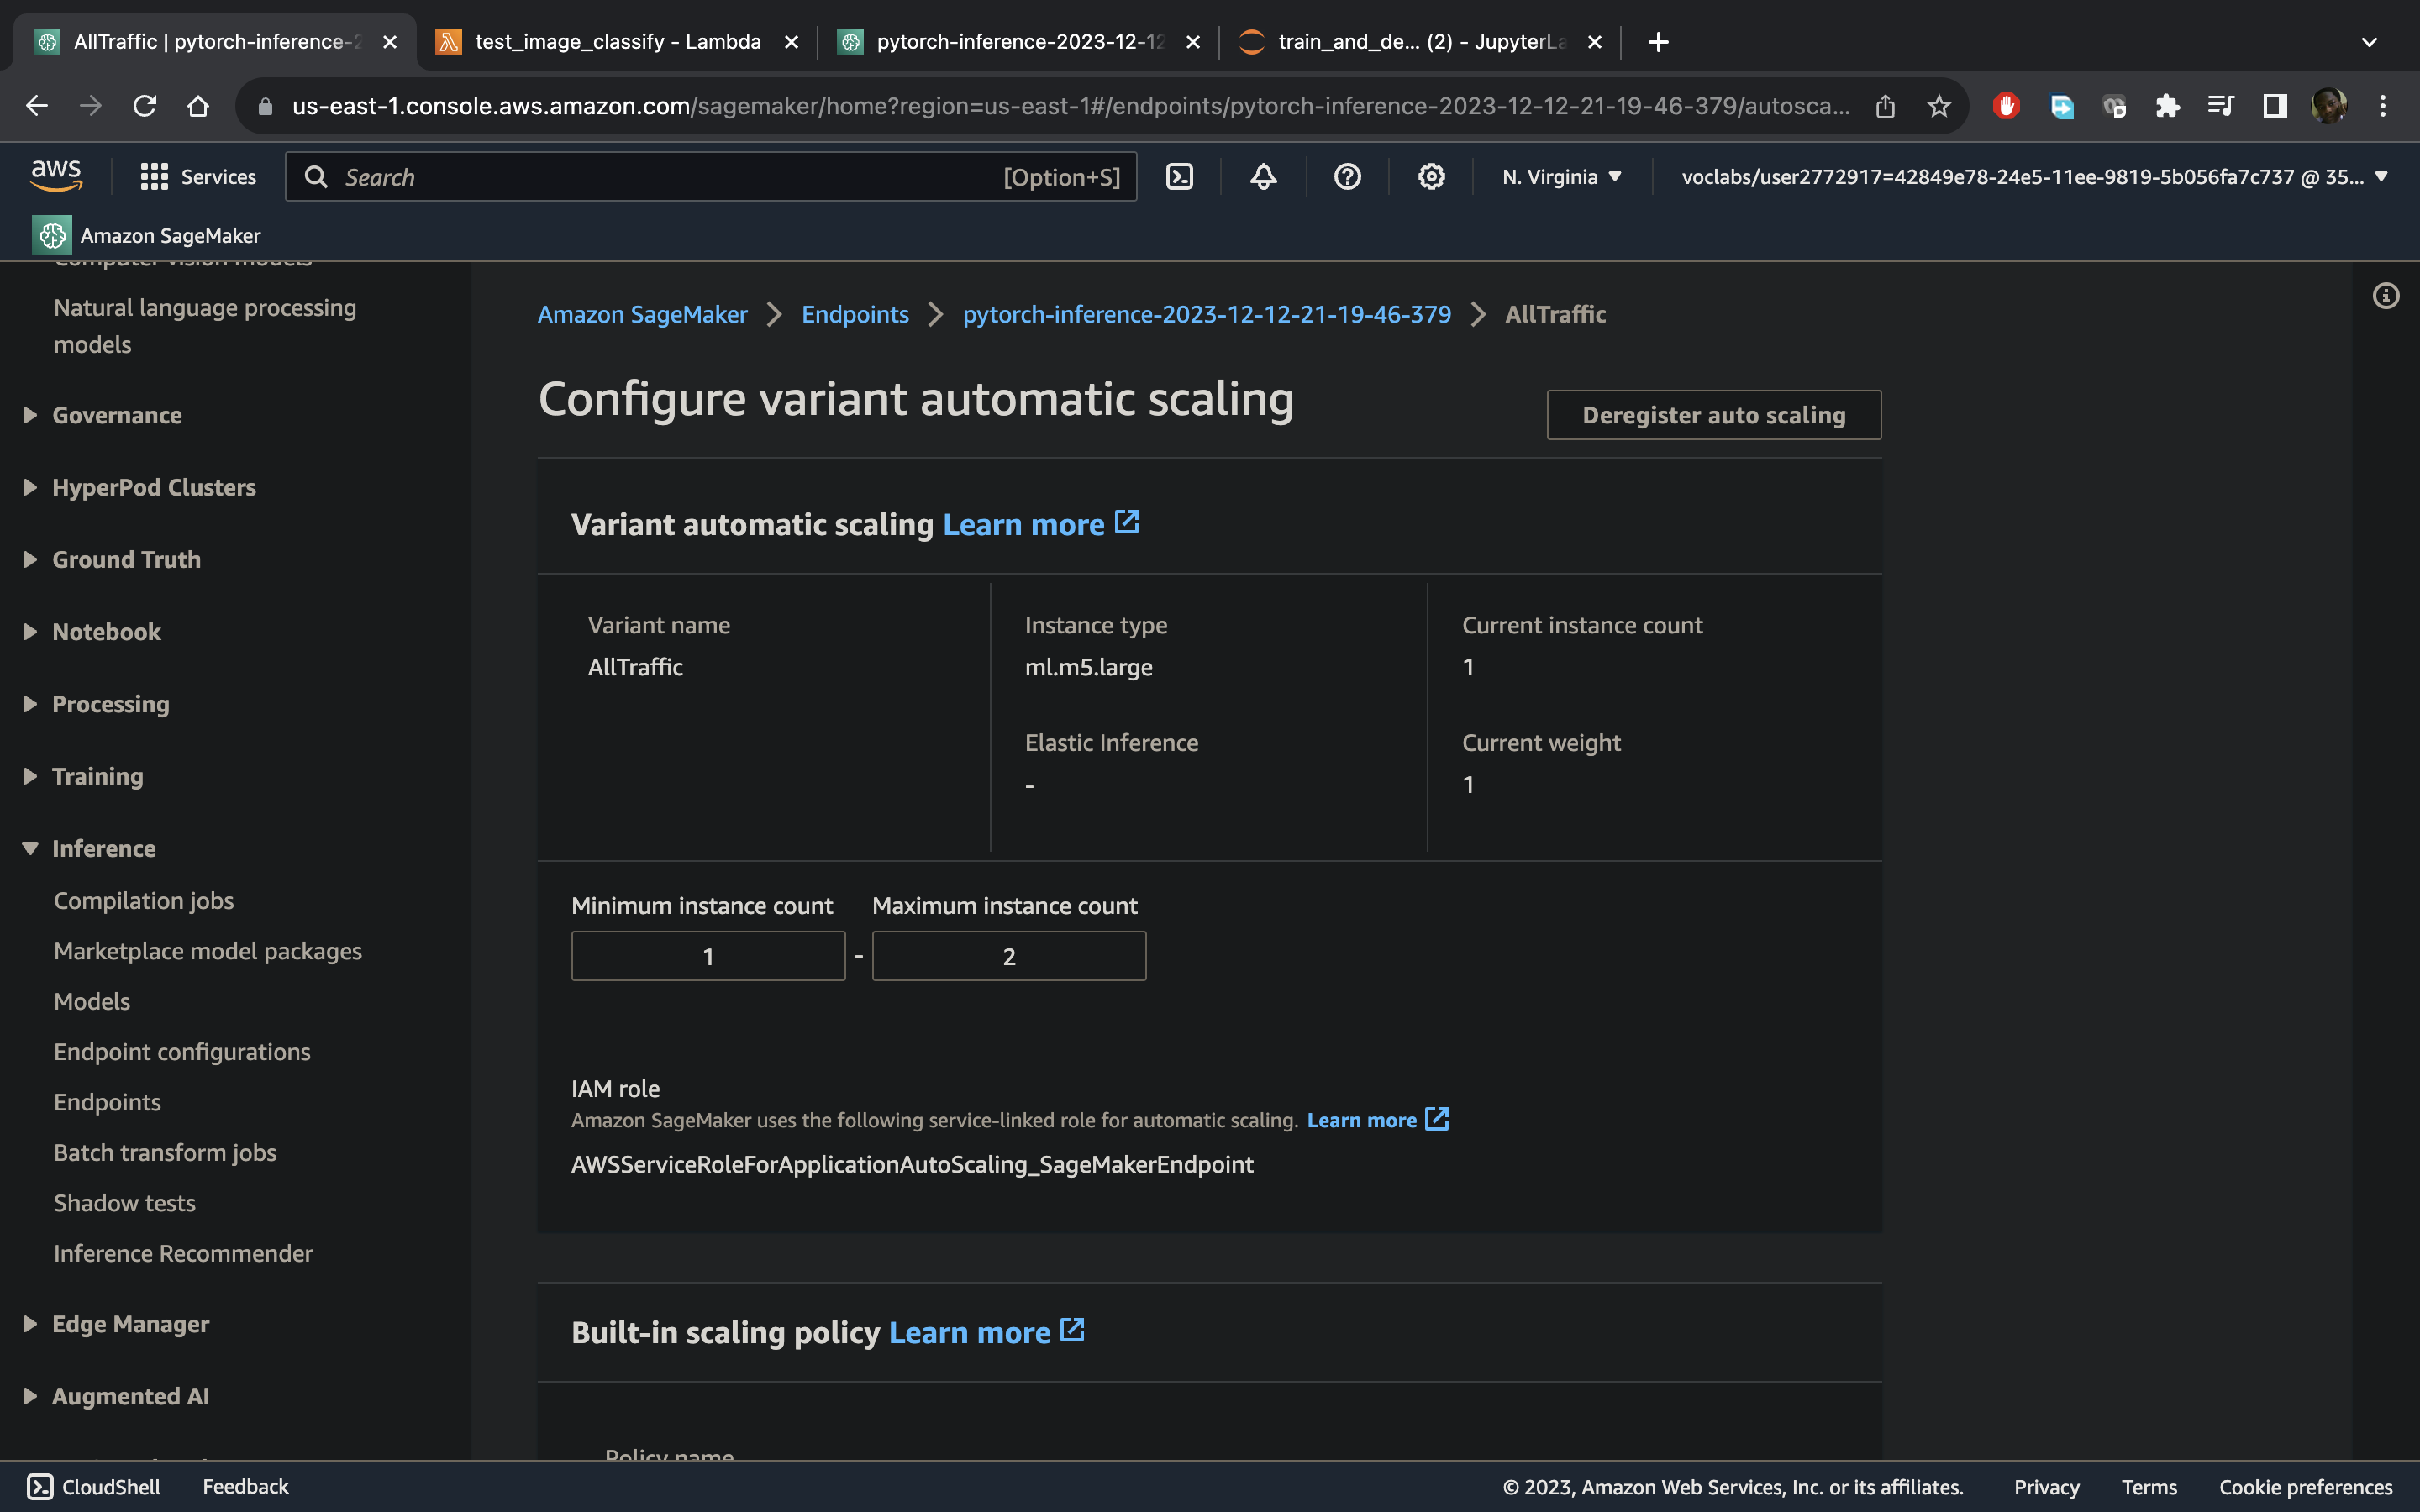 AllTraffic | pytorch-inference-2
test_image_classify - Lambda
pytorch-inference-2023-12-12
train_and_de... (2) - JupyterLa
us-east-1.console.aws.amazon.com/sagemaker/home?region=us-east-1#/endpoints/pytorch-inference-2023-12-12-21-19-46-379/autosca...
aws
Services
Search
[Option+S]
N. Virginia
voclabs/user2772917=42849e78-24e5-11ee-9819-5b056fa7c737 @ 35...
Amazon SageMaker
Computer vision models
Natural language processing
models
Governance
HyperPod Clusters
Ground Truth
Notebook
Processing
Training
Inference
Compilation jobs
Marketplace model packages
Models
Endpoint configurations
Endpoints
Batch transform jobs
Shadow tests
Inference Recommender
Edge Manager
Augmented AI
Amazon SageMaker
Endpoints
pytorch-inference-2023-12-12-21-19-46-379
AllTraffic
Configure variant automatic scaling
Deregister auto scaling
Variant automatic scaling Learn more
Variant name
AllTraffic
Instance type
ml.m5.large
Elastic Inference
-
Current instance count
1
Current weight
1
Minimum instance count
Maximum instance count
1 - 2
IAM role
Amazon SageMaker uses the following service-linked role for automatic scaling. Learn more
AWSServiceRoleForApplicationAutoScaling_SageMakerEndpoint
Built-in scaling policy Learn more
Policy name
CloudShell
Feedback
© 2023, Amazon Web Services, Inc. or its affiliates.
Privacy
Terms
Cookie preferences